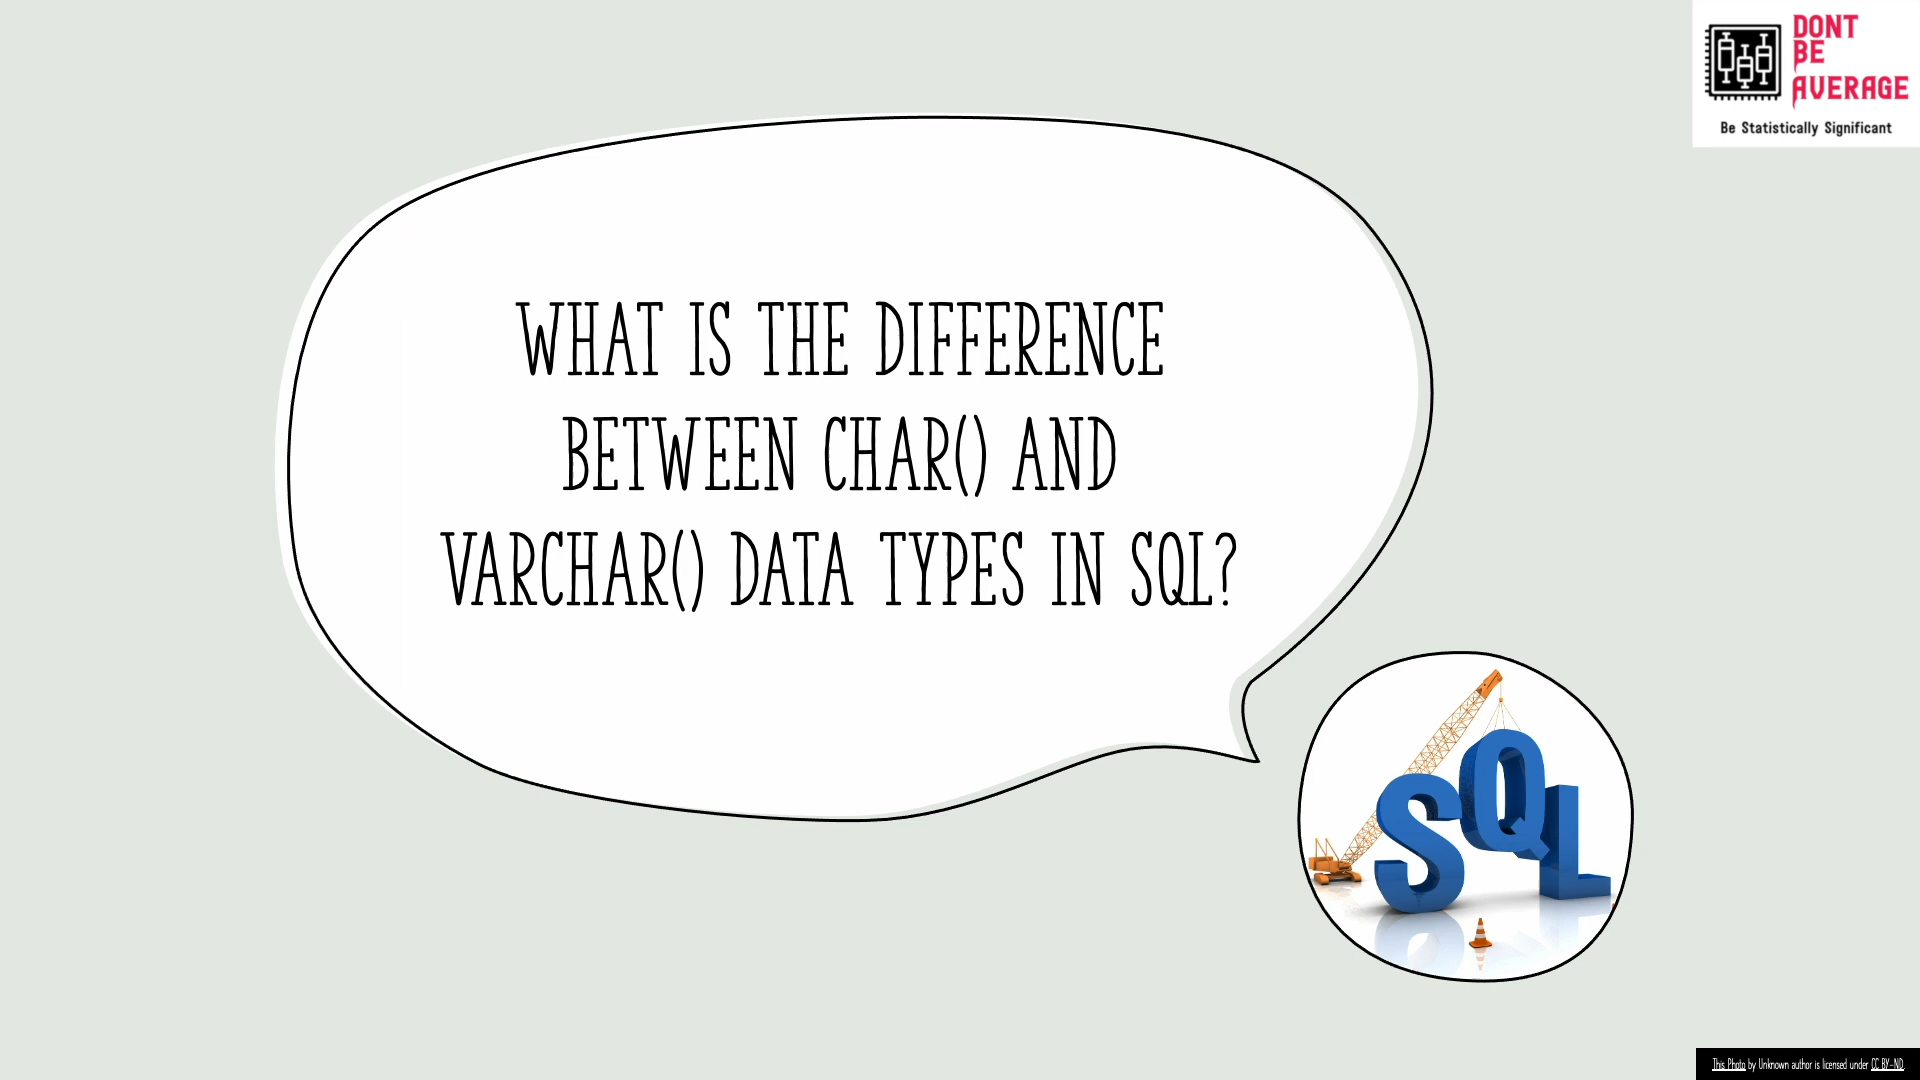 DONT
BE
AVERAGE
Be Statistically Significant
WHAT IS THE DIFFERENCE
BETWEEN CHAR() AND
VARCHAR() DATA TYPES IN SQL?
SQL
This Photo by Unknown author is licensed under CC BY-ND.